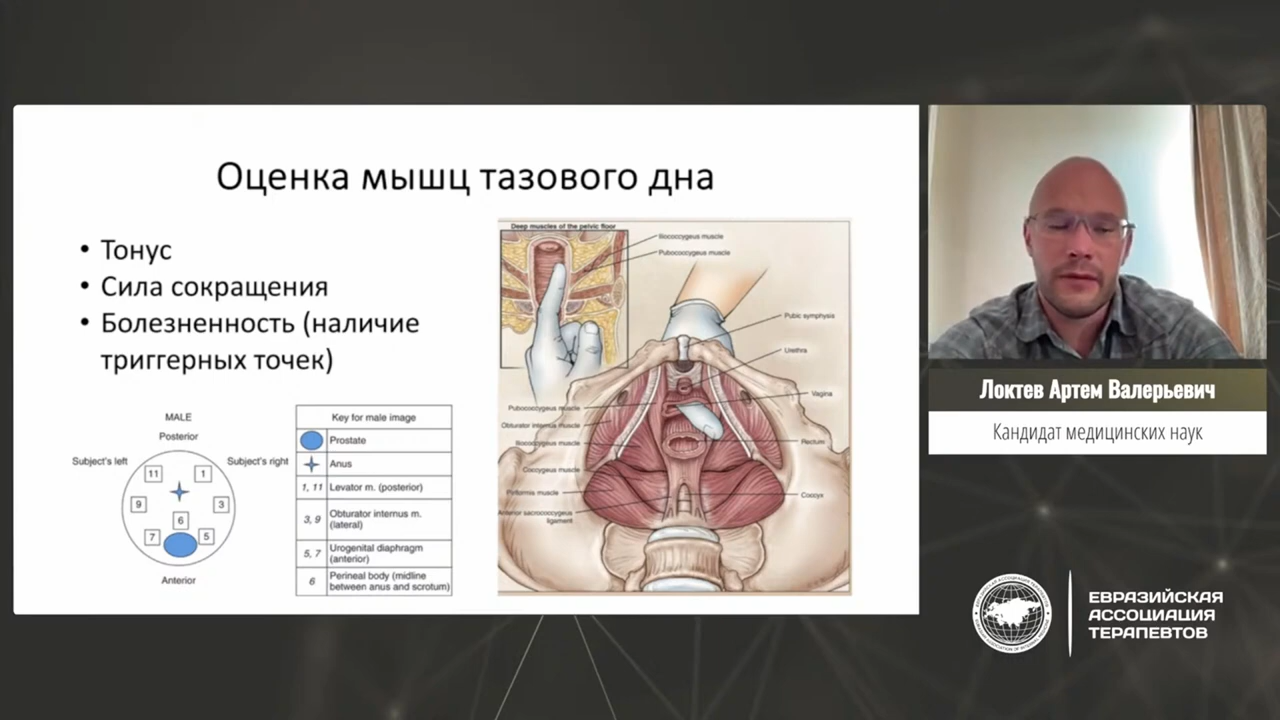 Оценка мышц тазового дна
• Тонус
• Сила сокращения
• Болезненность (наличие
триггерных точек)
MALE
Posterior
Subject's left
Subject's right
11
1
9
3
6
7
5
Anterior
Key for male image
Prostate
Anus
1, 11 Levator m. (posterior)
3, 9 Obturator internus m.
(lateral)
5, 7 Urogenital diaphragm
(anterior)
6 Perineal body (midline
between anus and scrotum)
Deep muscles of the pelvic floor
Iliococcygeus muscle
Pubococcygeus muscle
Pubic symphysis
Urethra
Vagina
Rectum
Coccyx
Pubococcygeus muscle
Obturator internus muscle
Iliococcygeus muscle
Coccygeus muscle
Piriformis muscle
Anterior sacrococcygeus
ligament
Локтев Артем Валерьевич
Кандидат медицинских наук
ЕВРАЗИЙСКАЯ
АССОЦИАЦИЯ
ТЕРАПЕВТОВ